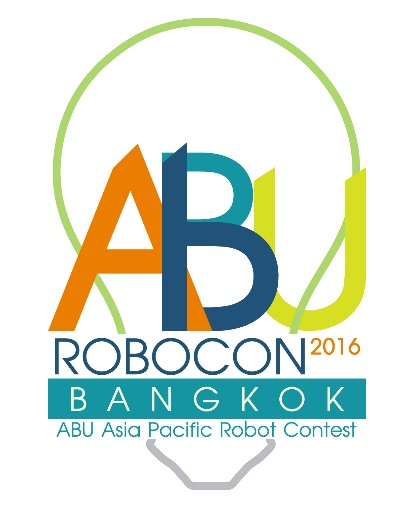 ABU
ROBOCON 2016
BANGKOK
ABU Asia Pacific Robot Contest